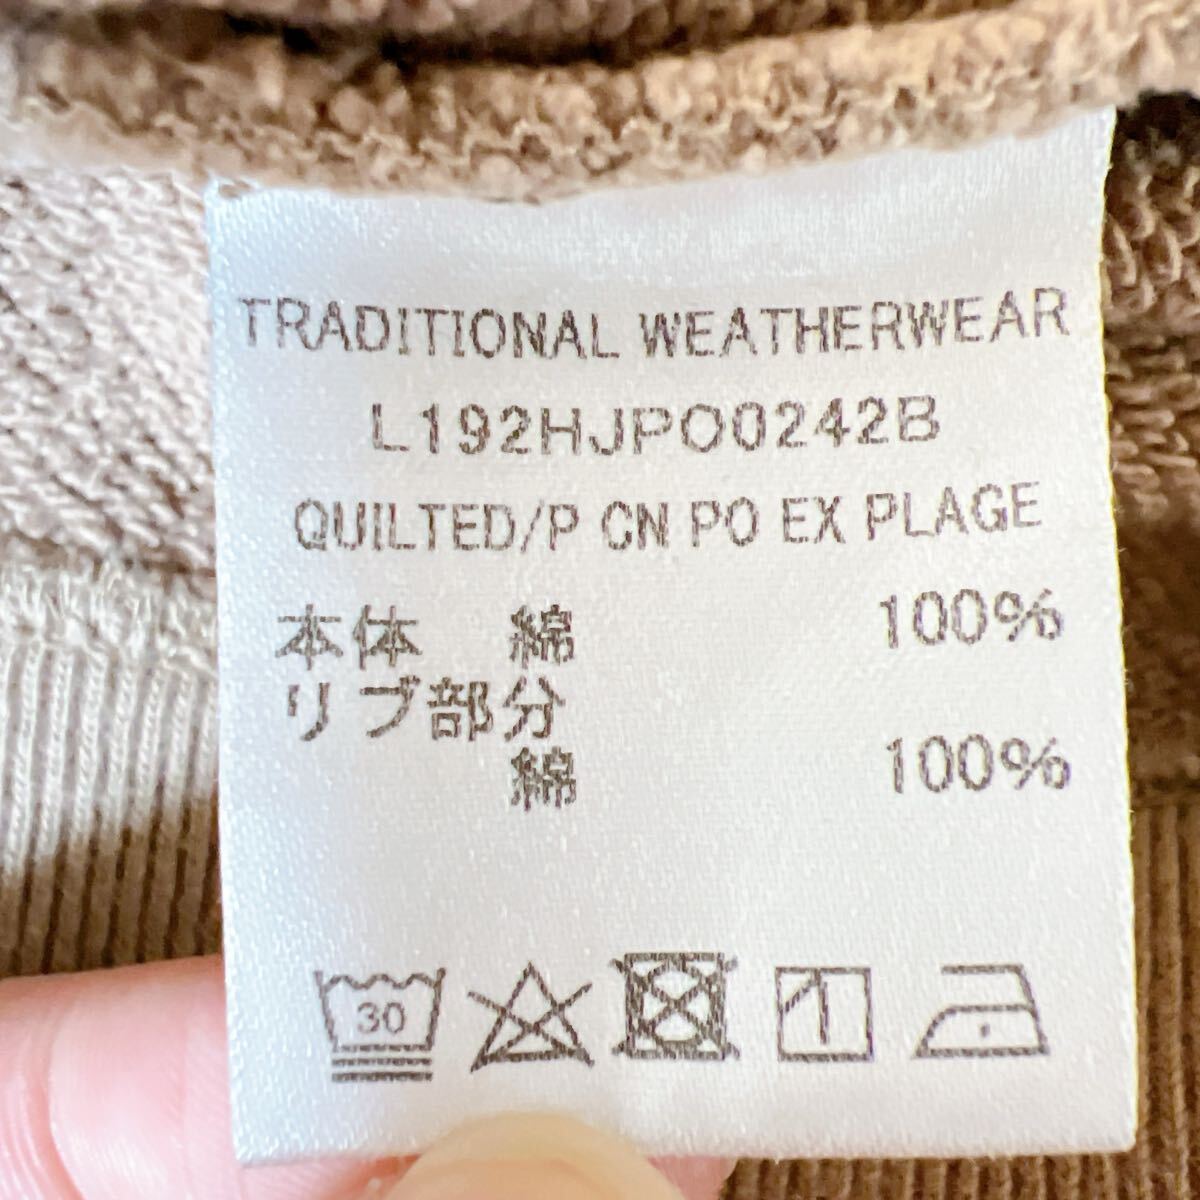 TRADITIONAL WEATHERWEAR
L192HJPO0242B
QUILTED/P CN PO EX PLAGE
本体 綿 100%
リブ部分
綿 100%
30